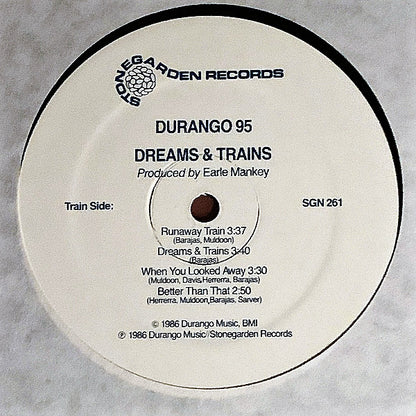 STONEGARDEN RECORDS
DURANGO 95
DREAMS & TRAINS
Produced by Earle Mankey
Train Side: SGN 261
Runaway Train 3:37
(Barajas, Muldoon)
Dreams & Trains 3:40
(Barajas)
When You Looked Away 3:30
(Muldoon, Davis,Herrerra, Barajas)
Better Than That 2:50
(Herrerra, Muldoon,Barajas, Sarver)
© 1986 Durango Music, BMI
℗ 1986 Durango Music//Stonegarden Records